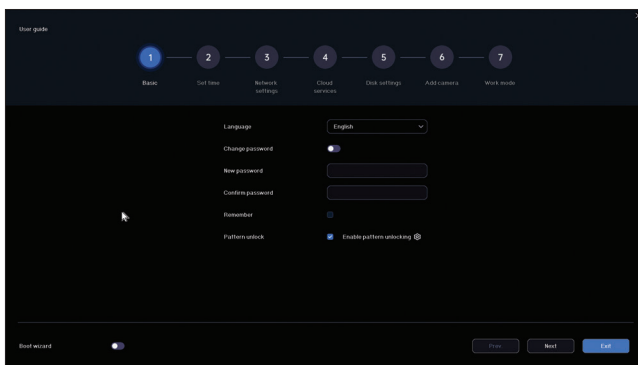 User guide
1 2 3 4 5 6 7
Basic Set time Network settings Cloud services Disk settings Add camera Work mode
Language English
Change password
New password
Confirm password
Remember
Pattern unlock Enable pattern unlocking
Boot wizard Prev Next Exit